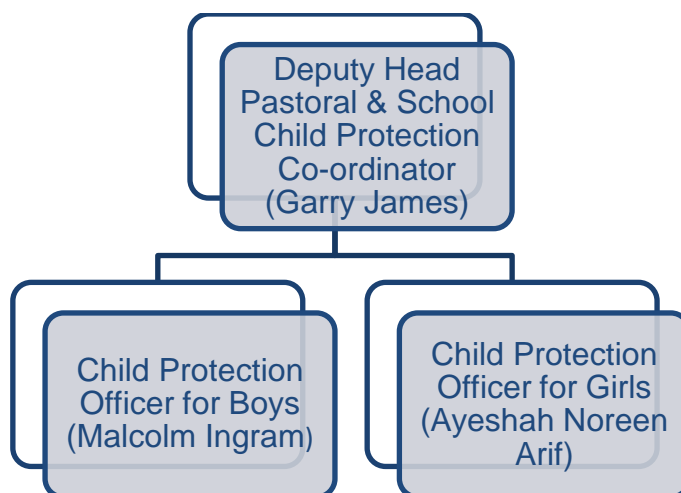 Deputy Head
Pastoral & School
Child Protection
Co-ordinator
(Garry James)
Child Protection
Officer for Boys
(Malcolm Ingram)
Child Protection
Officer for Girls
(Ayeshah Noreen
Arif)